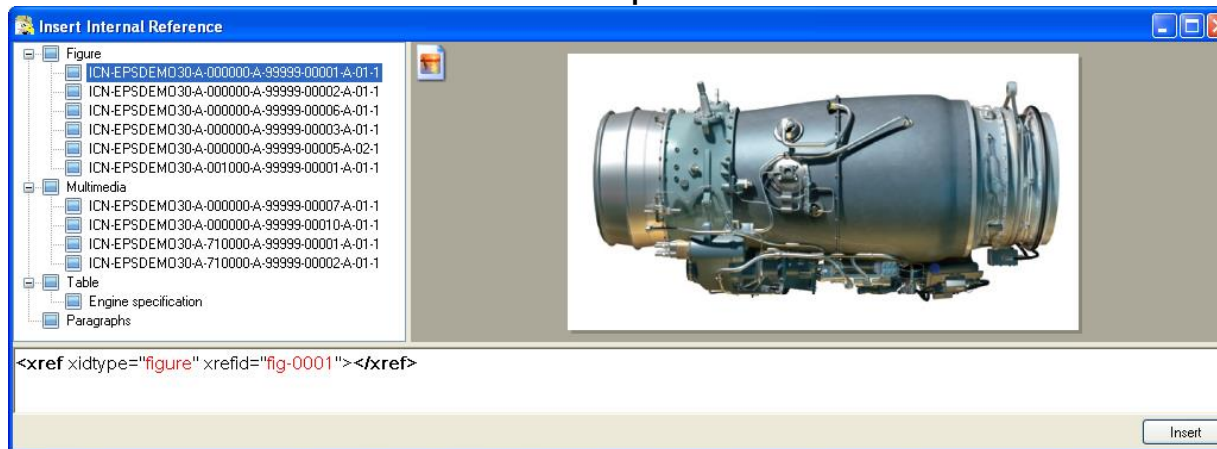 Insert Internal Reference
Figure
ICN-EPSDEMO30-A-000000-A-99999-00001-A-01-1
ICN-EPSDEMO30-A-000000-A-99999-00002-A-01-1
ICN-EPSDEMO30-A-000000-A-99999-00006-A-01-1
ICN-EPSDEMO30-A-000000-A-99999-00003-A-01-1
ICN-EPSDEMO30-A-000000-A-99999-00005-A-02-1
ICN-EPSDEMO30-A-001000-A-99999-00001-A-01-1
Multimedia
ICN-EPSDEMO30-A-000000-A-99999-00007-A-01-1
ICN-EPSDEMO30-A-000000-A-99999-00010-A-01-1
ICN-EPSDEMO30-A-710000-A-99999-00001-A-01-1
ICN-EPSDEMO30-A-710000-A-99999-00002-A-01-1
Table
Engine specification
Paragraphs
<xref xidtype="figure" xrefid="fig-0001"></xref>
Insert